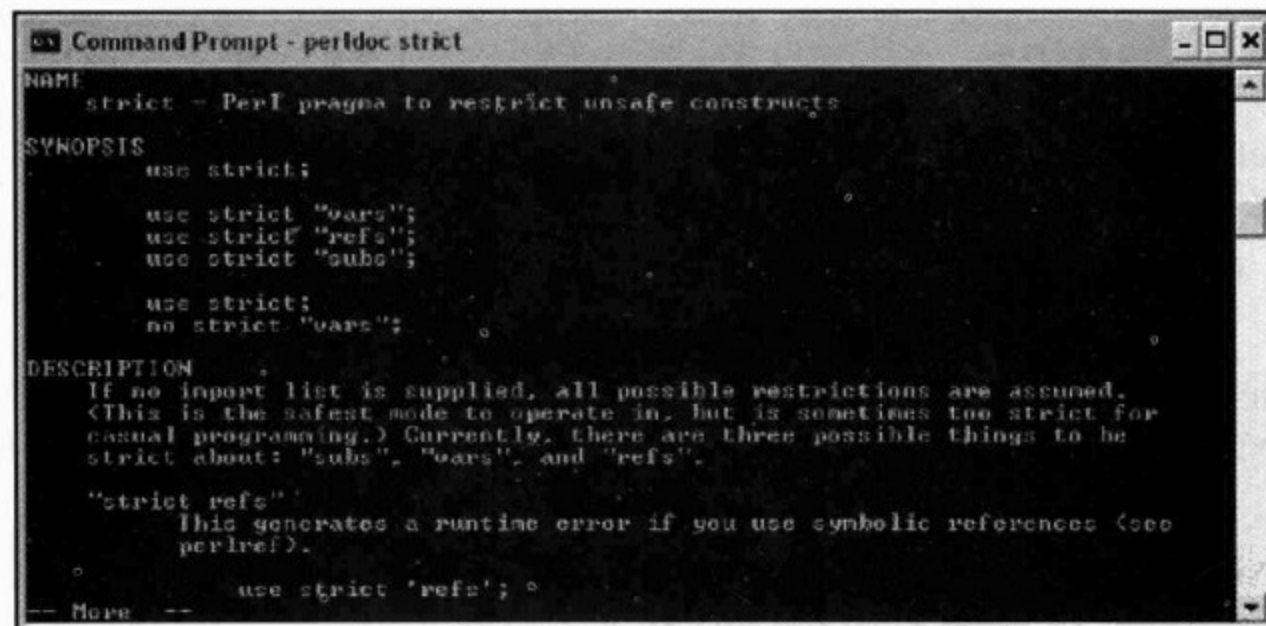 Command Prompt - perldoc strict
NAME
strict - Perl pragma to restrict unsafe constructs
SYNOPSIS
use strict;
use strict "vars";
use strict "refs";
use strict "subs";
use strict;
no strict "vars";
DESCRIPTION
If no import list is supplied, all possible restrictions are assumed.
(This is the safest mode to operate in, but is sometimes too strict for
casual programming.) Currently, there are three possible things to be
strict about: "subs", "vars", and "refs".
"strict refs"
This generates a runtime error if you use symbolic references (see
perlref).
use strict 'refs';
-- More --